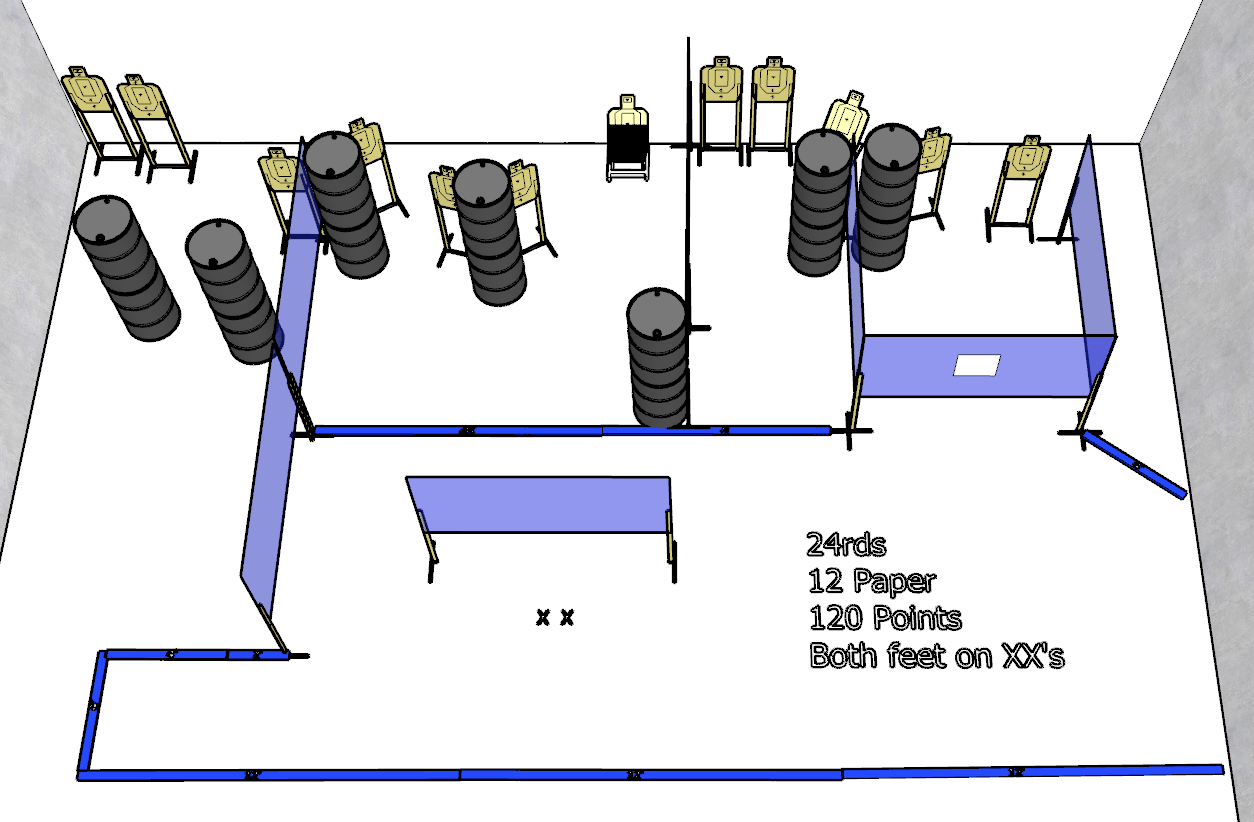 24rds
12 Paper
120 Points
Both feet on XX's
X X